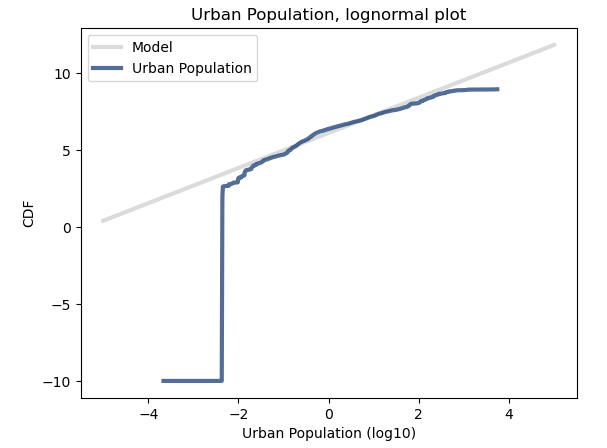 Urban Population, lognormal plot
Model
Urban Population
10
5
0
−5
−10
CDF
−4
−2
0
2
4
Urban Population (log10)